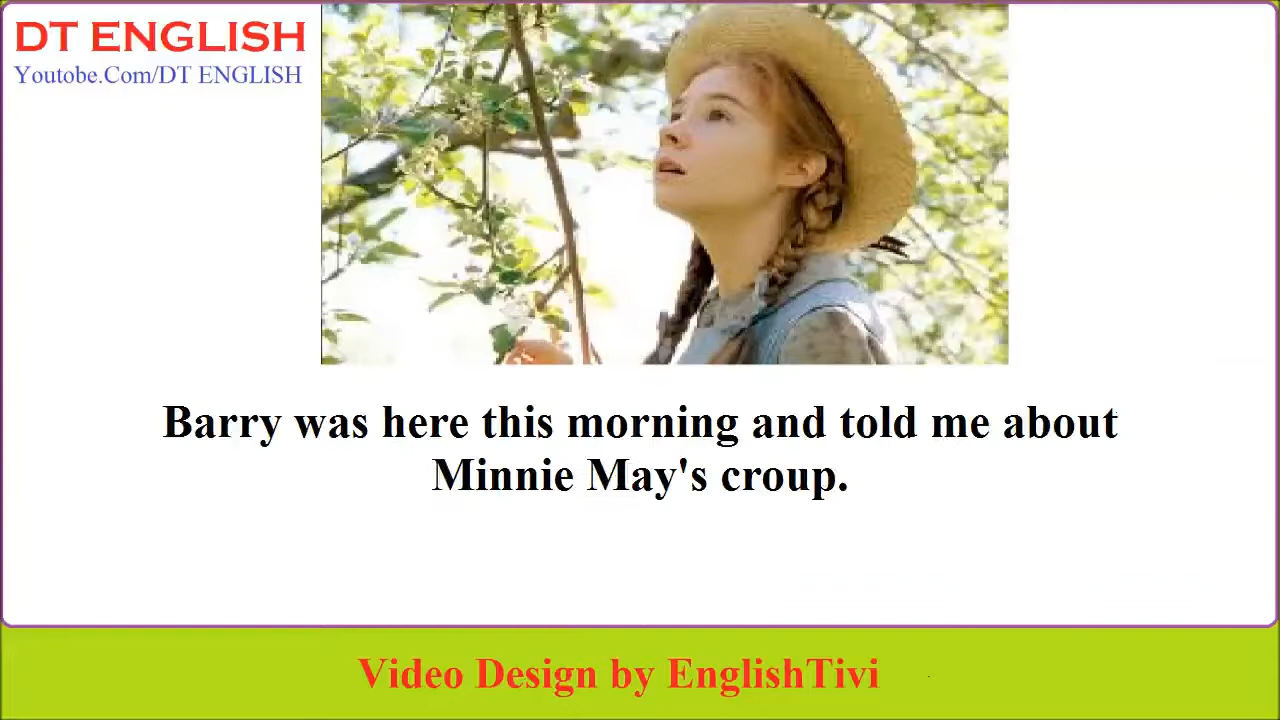 DT ENGLISH
Youtube.Com/DT ENGLISH
Barry was here this morning and told me about
Minnie May's croup.
Video Design by EnglishTivi